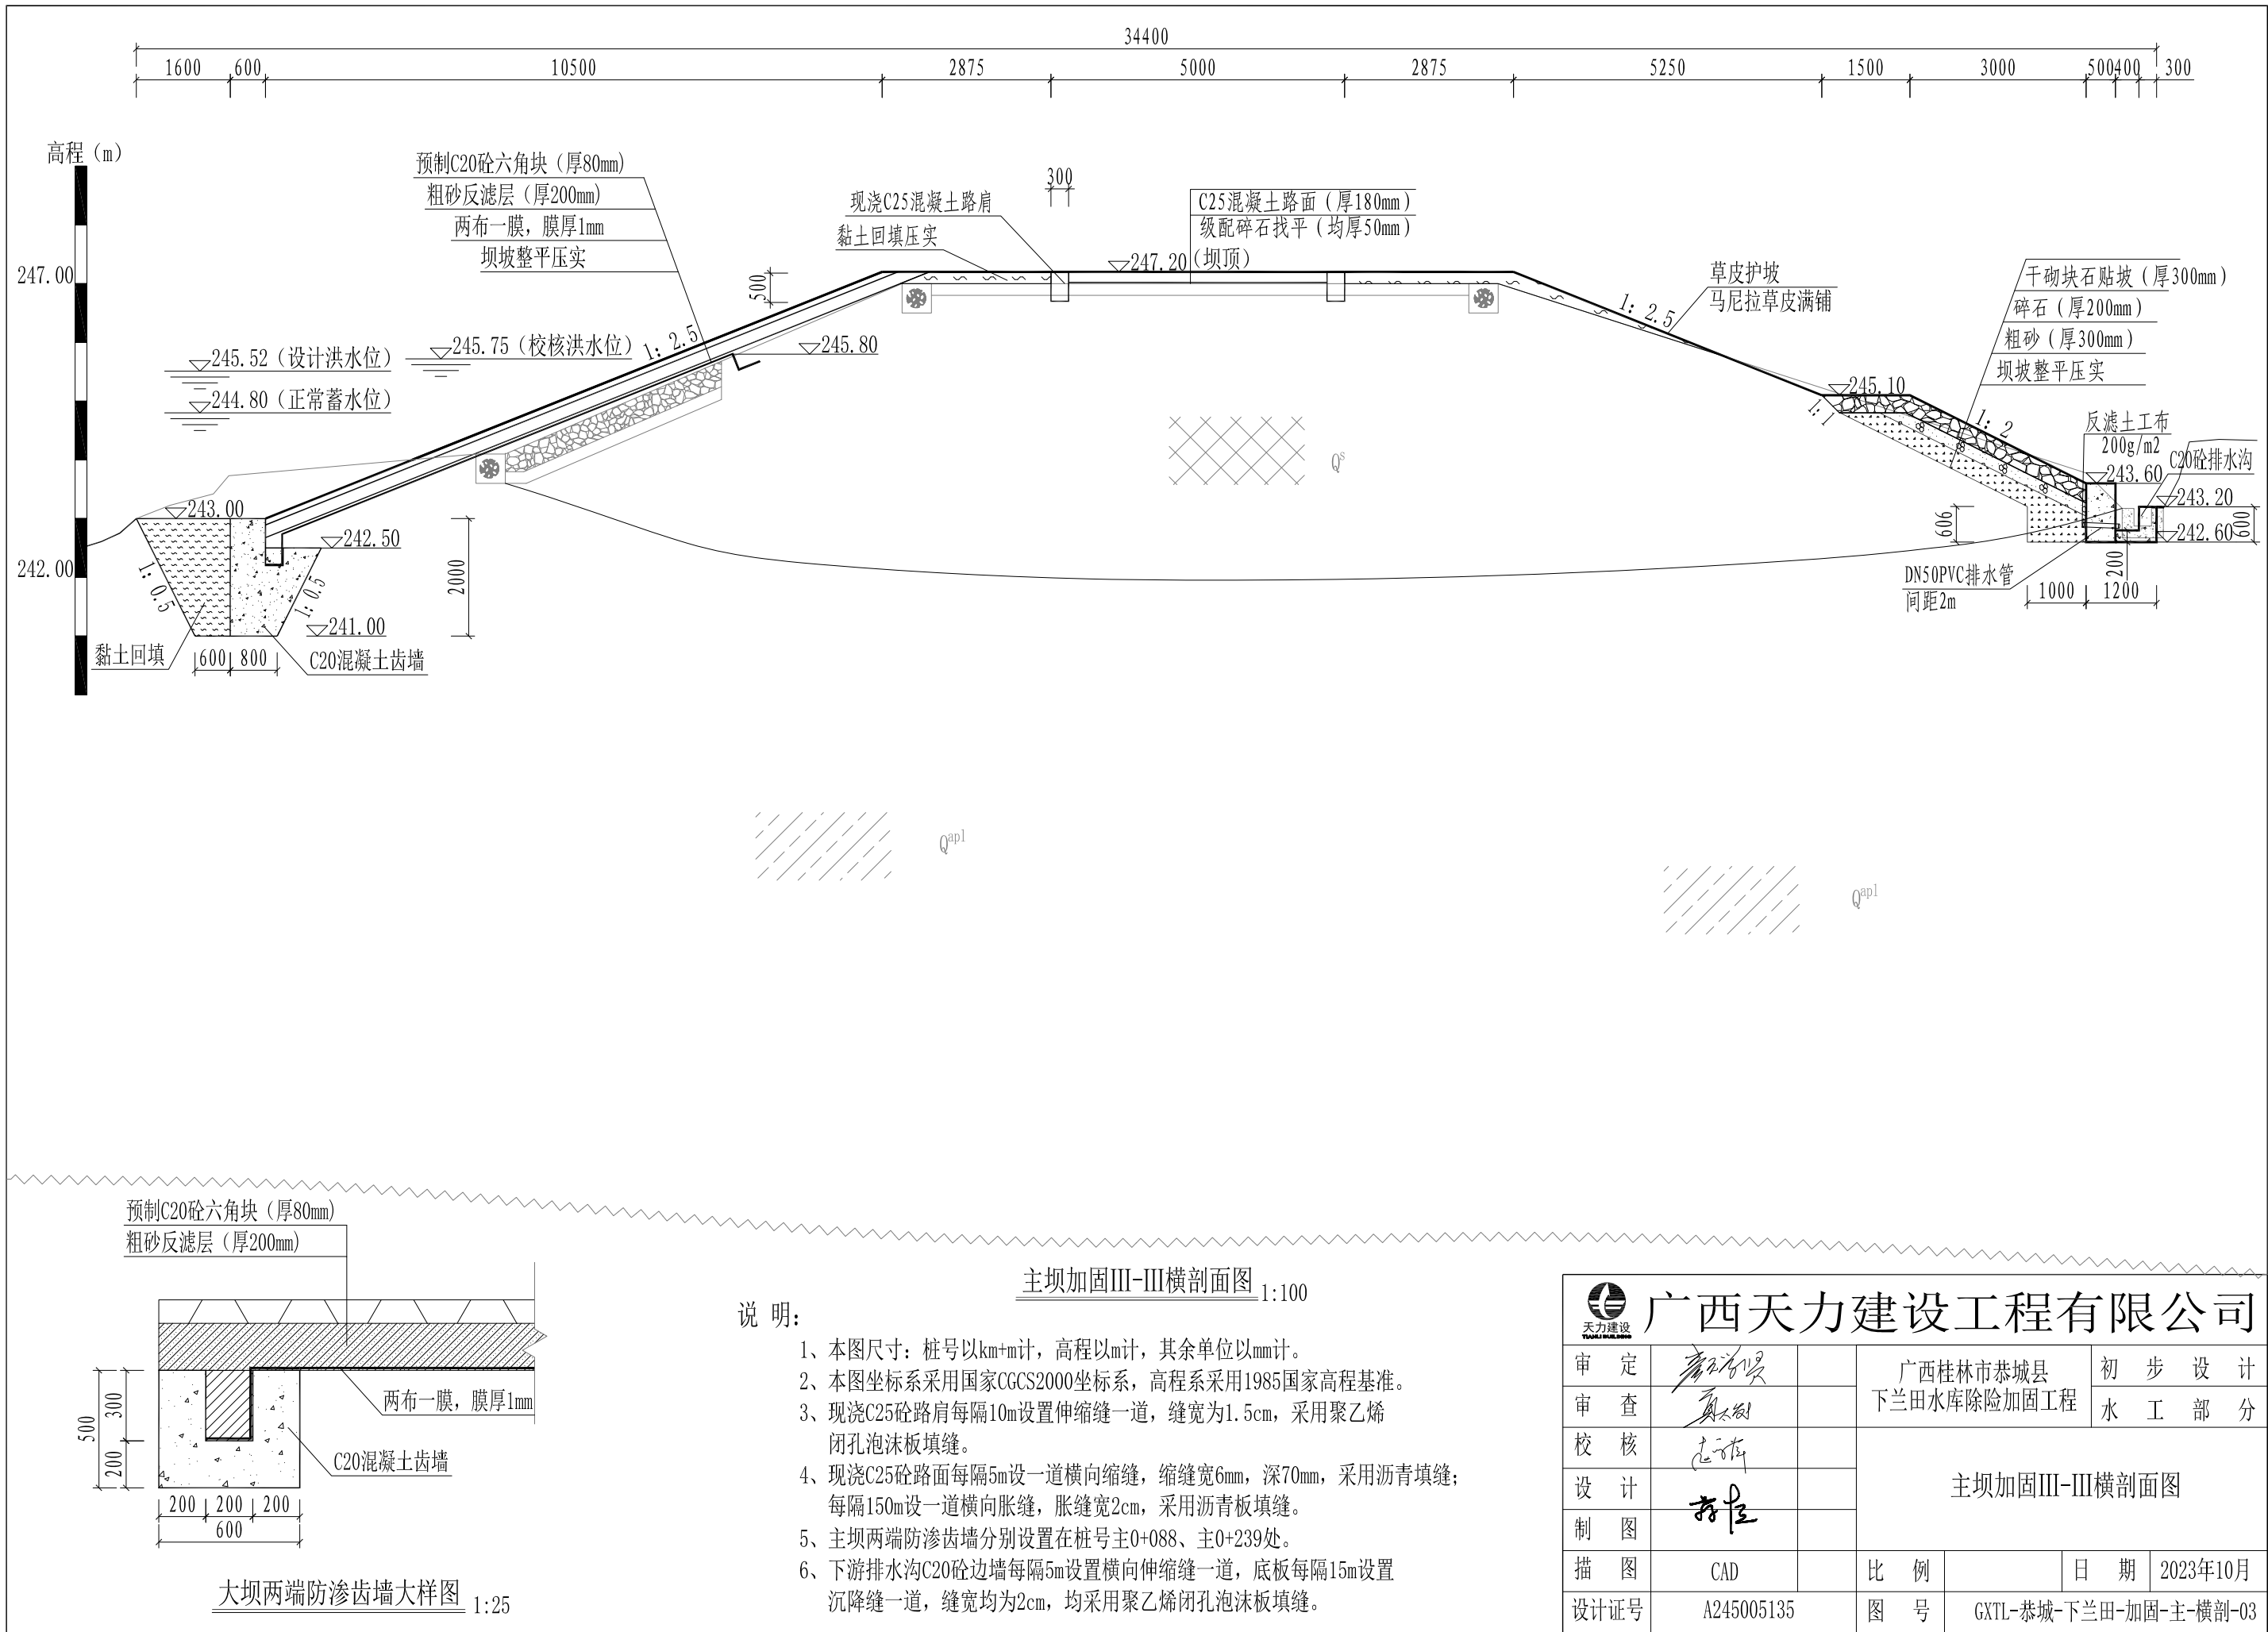 34400
1600 600 10500 2875 5000 2875 5250 1500 3000 500 400 300
高程（m）
247.00
242.00
预制C20砼六角块（厚80mm）
粗砂反滤层（厚200mm）
两布一膜，膜厚1mm
坝坡整平压实
现浇C25混凝土路肩
黏土回填压实
300
500
C25混凝土路面（厚180mm）
级配碎石找平（均厚50mm）
247.20（坝顶）
草皮护坡
马尼拉草皮满铺
干砌块石贴坡（厚300mm）
碎石（厚200mm）
粗砂（厚300mm）
坝坡整平压实
245.52（设计洪水位）
245.75（校核洪水位）
244.80（正常蓄水位）
1: 2.5
245.80
1: 2.5
245.10
1: 1
1: 2
反滤土工布
200g/m2
C20砼排水沟
243.60
243.20
242.60
606
600
200
DN50PVC排水管
间距2m
1000 1200
243.00
242.50
1: 0.5
1: 0.5
2000
241.00
黏土回填
600 800
C20混凝土齿墙
Qs
Qapl
Qapl
预制C20砼六角块（厚80mm）
粗砂反滤层（厚200mm）
两布一膜，膜厚1mm
C20混凝土齿墙
500
300
200
200 200 200
600
大坝两端防渗齿墙大样图 1:25
主坝加固III-III横剖面图 1:100
说 明：
1、本图尺寸：桩号以km+m计，高程以m计，其余单位以mm计。
2、本图坐标系采用国家CGCS2000坐标系，高程系采用1985国家高程基准。
3、现浇C25砼路肩每隔10m设置伸缩缝一道，缝宽为1.5cm，采用聚乙烯
闭孔泡沫板填缝。
4、现浇C25砼路面每隔5m设一道横向缩缝，缩缝宽6mm，深70mm，采用沥青填缝；
每隔150m设一道横向胀缝，胀缝宽2cm，采用沥青板填缝。
5、主坝两端防渗齿墙分别设置在桩号主0+088、主0+239处。
6、下游排水沟C20砼边墙每隔5m设置横向伸缩缝一道，底板每隔15m设置
沉降缝一道，缝宽均为2cm，均采用聚乙烯闭孔泡沫板填缝。
天力建设
TIANLI BUILDING
广西天力建设工程有限公司
审 定
审 查
校 核
设 计
制 图
描 图 CAD
设计证号 A245005135
广西桂林市恭城县
下兰田水库除险加固工程
初 步 设 计
水 工 部 分
主坝加固III-III横剖面图
比 例
日 期 2023年10月
图 号 GXTL-恭城-下兰田-加固-主-横剖-03